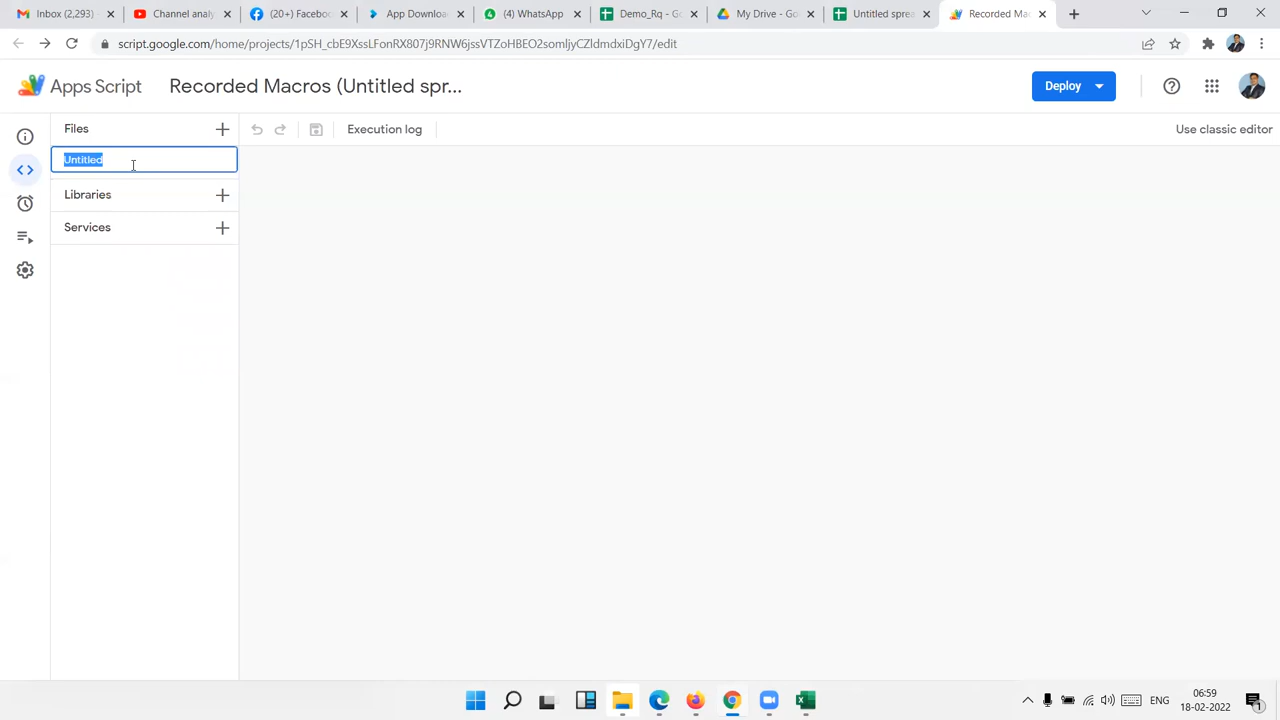 Inbox (2,293)
Channel analy
(20+) Faceboo
App Downloa
(4) WhatsApp
Demo_Rq - Go
My Drive - Goo
Untitled sprea
Recorded Mac
script.google.com/home/projects/1pSH_cbE9XssLFonRX807j9RNW6jssVTZoHBEO2somljyCZldmdxiDgY7/edit
Apps Script
Recorded Macros (Untitled spr...
Deploy
Files
Execution log
Use classic editor
Untitled
Libraries
Services
ENG
06:59
18-02-2022